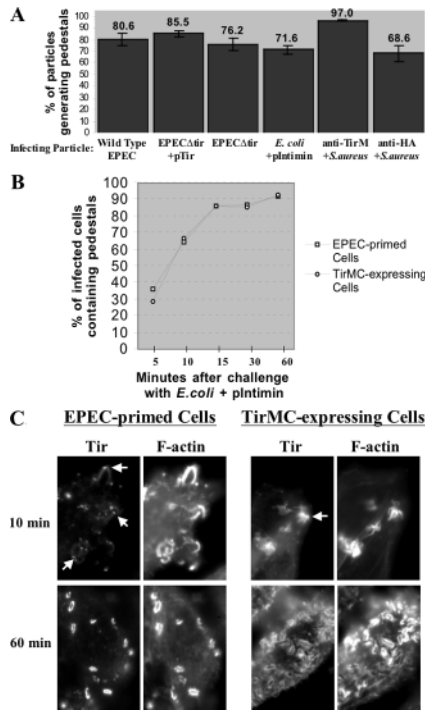 A
% of particles
generating pedestals
100
90
80
70
60
50
40
30
20
10
0
80.6
85.5
76.2
71.6
97.0
68.6
Infecting Particle:
Wild Type
EPEC
EPECΔtir
+pTir
EPECΔtir
E. coli
+pIntimin
anti-TirM
+S.aureus
anti-HA
+S.aureus
B
% of infected cells
containing pedestals
100
90
80
70
60
50
40
30
20
10
0
5 10 15 30 60
Minutes after challenge
with E.coli + pIntimin
EPEC-primed
Cells
TirMC-expressing
Cells
C
EPEC-primed Cells
TirMC-expressing Cells
Tir F-actin Tir F-actin
10 min
60 min